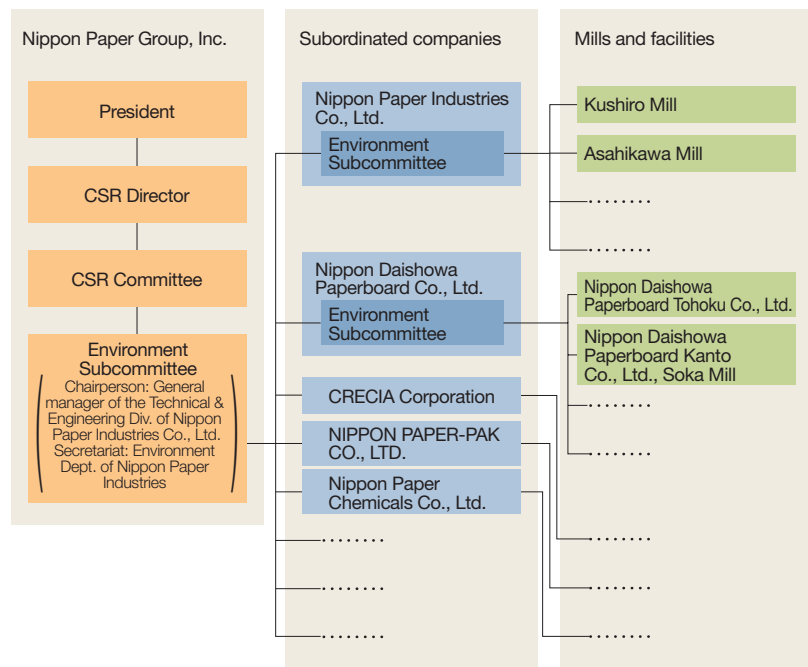 Nippon Paper Group, Inc.
President
CSR Director
CSR Committee
Environment
Subcommittee
Chairperson: General
manager of the Technical &
Engineering Div. of Nippon
Paper Industries Co., Ltd.
Secretariat: Environment
Dept. of Nippon Paper
Industries
Subordinated companies
Nippon Paper Industries
Co., Ltd.
Environment
Subcommittee
Nippon Daishowa
Paperboard Co., Ltd.
Environment
Subcommittee
CRECIA Corporation
NIPPON PAPER-PAK
CO., LTD.
Nippon Paper
Chemicals Co., Ltd.
........
........
........
Mills and facilities
Kushiro Mill
Asahikawa Mill
........
........
Nippon Daishowa
Paperboard Tohoku Co., Ltd.
Nippon Daishowa
Paperboard Kanto
Co., Ltd., Soka Mill
........
........
........
........
........